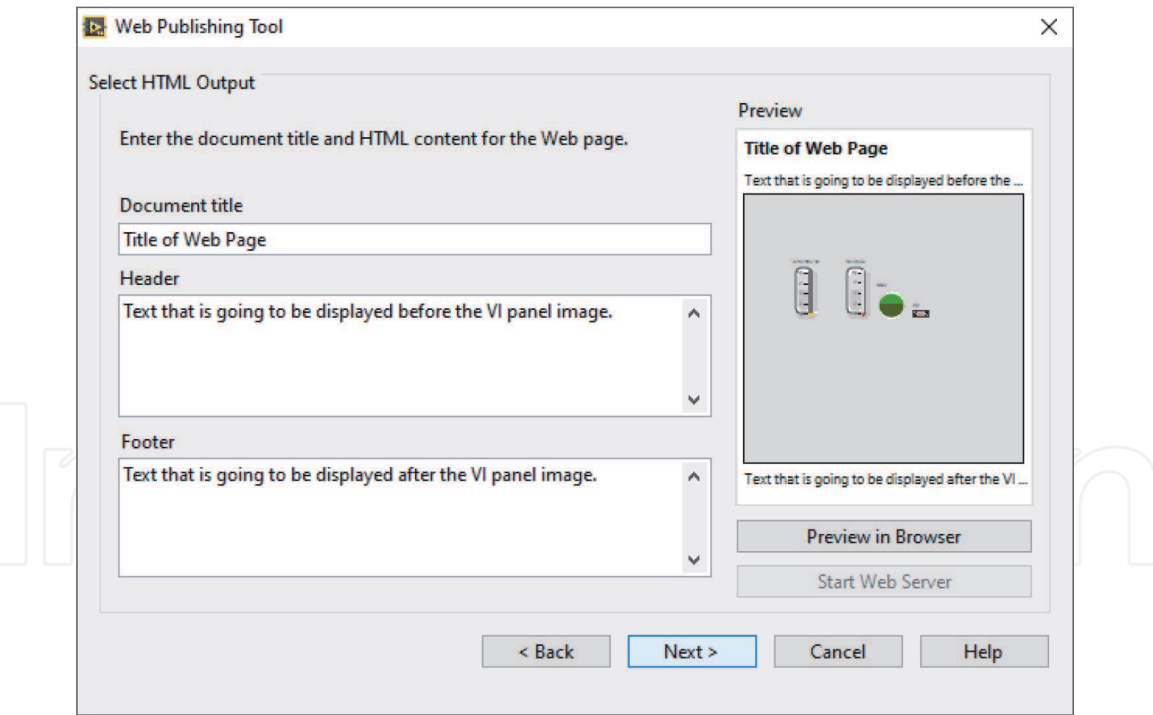 Web Publishing Tool
Select HTML Output
Enter the document title and HTML content for the Web page.
Document title
Title of Web Page
Header
Text that is going to be displayed before the VI panel image.
Footer
Text that is going to be displayed after the VI panel image.
Preview
Title of Web Page
Text that is going to be displayed before the ...
Text that is going to be displayed after the VI ...
Preview in Browser
Start Web Server
< Back
Next >
Cancel
Help